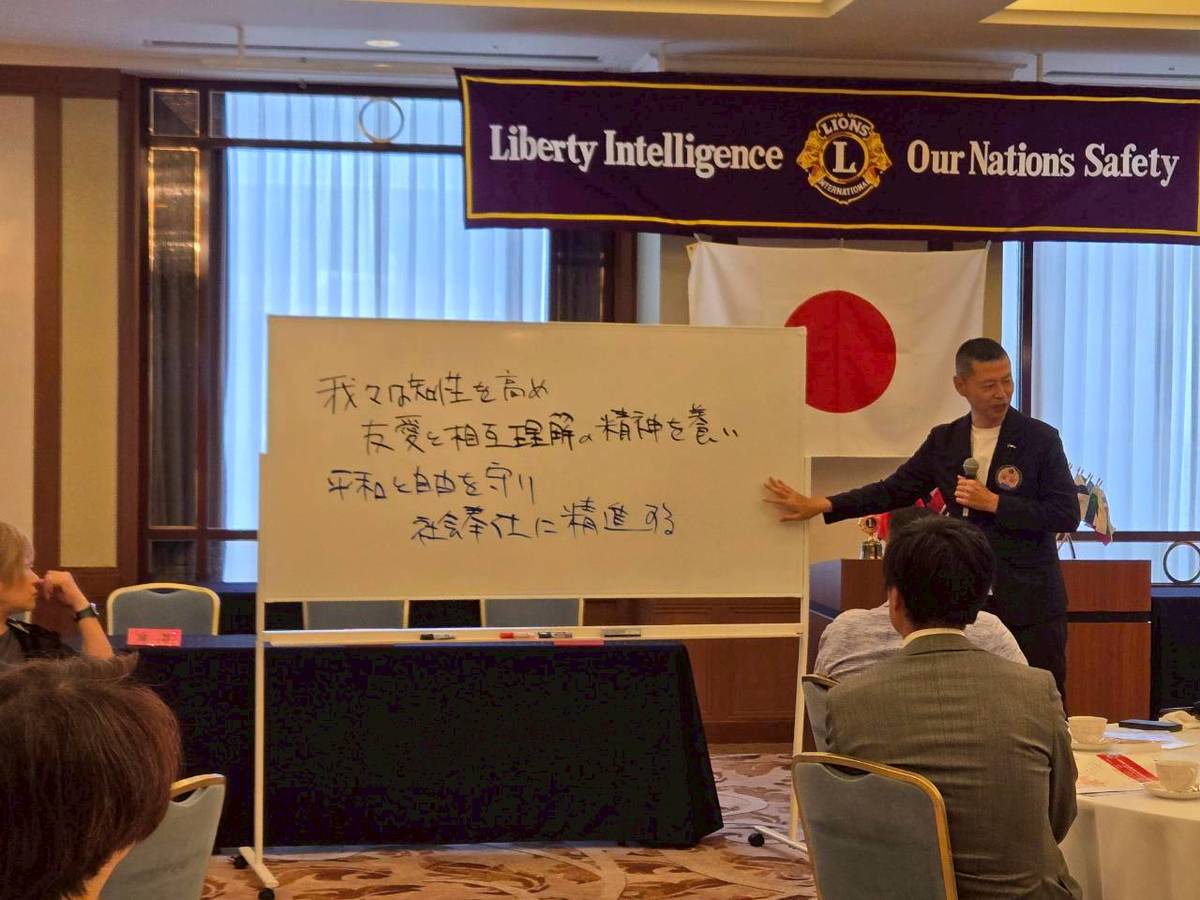 Liberty Intelligence
LIONS
L
INTERNATIONAL
Our Nation's Safety
我々は知性を高め
友愛と相互理解の精神を養い
平和と自由を守り
社会奉仕に精進する